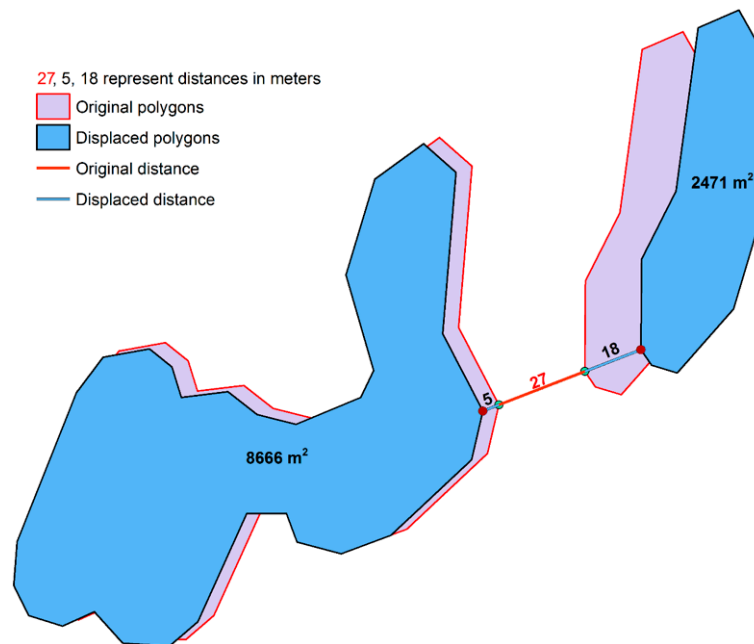 27, 5, 18 represent distances in meters
Original polygons
Displaced polygons
Original distance
Displaced distance
2471 m²
18
27
5
8666 m²